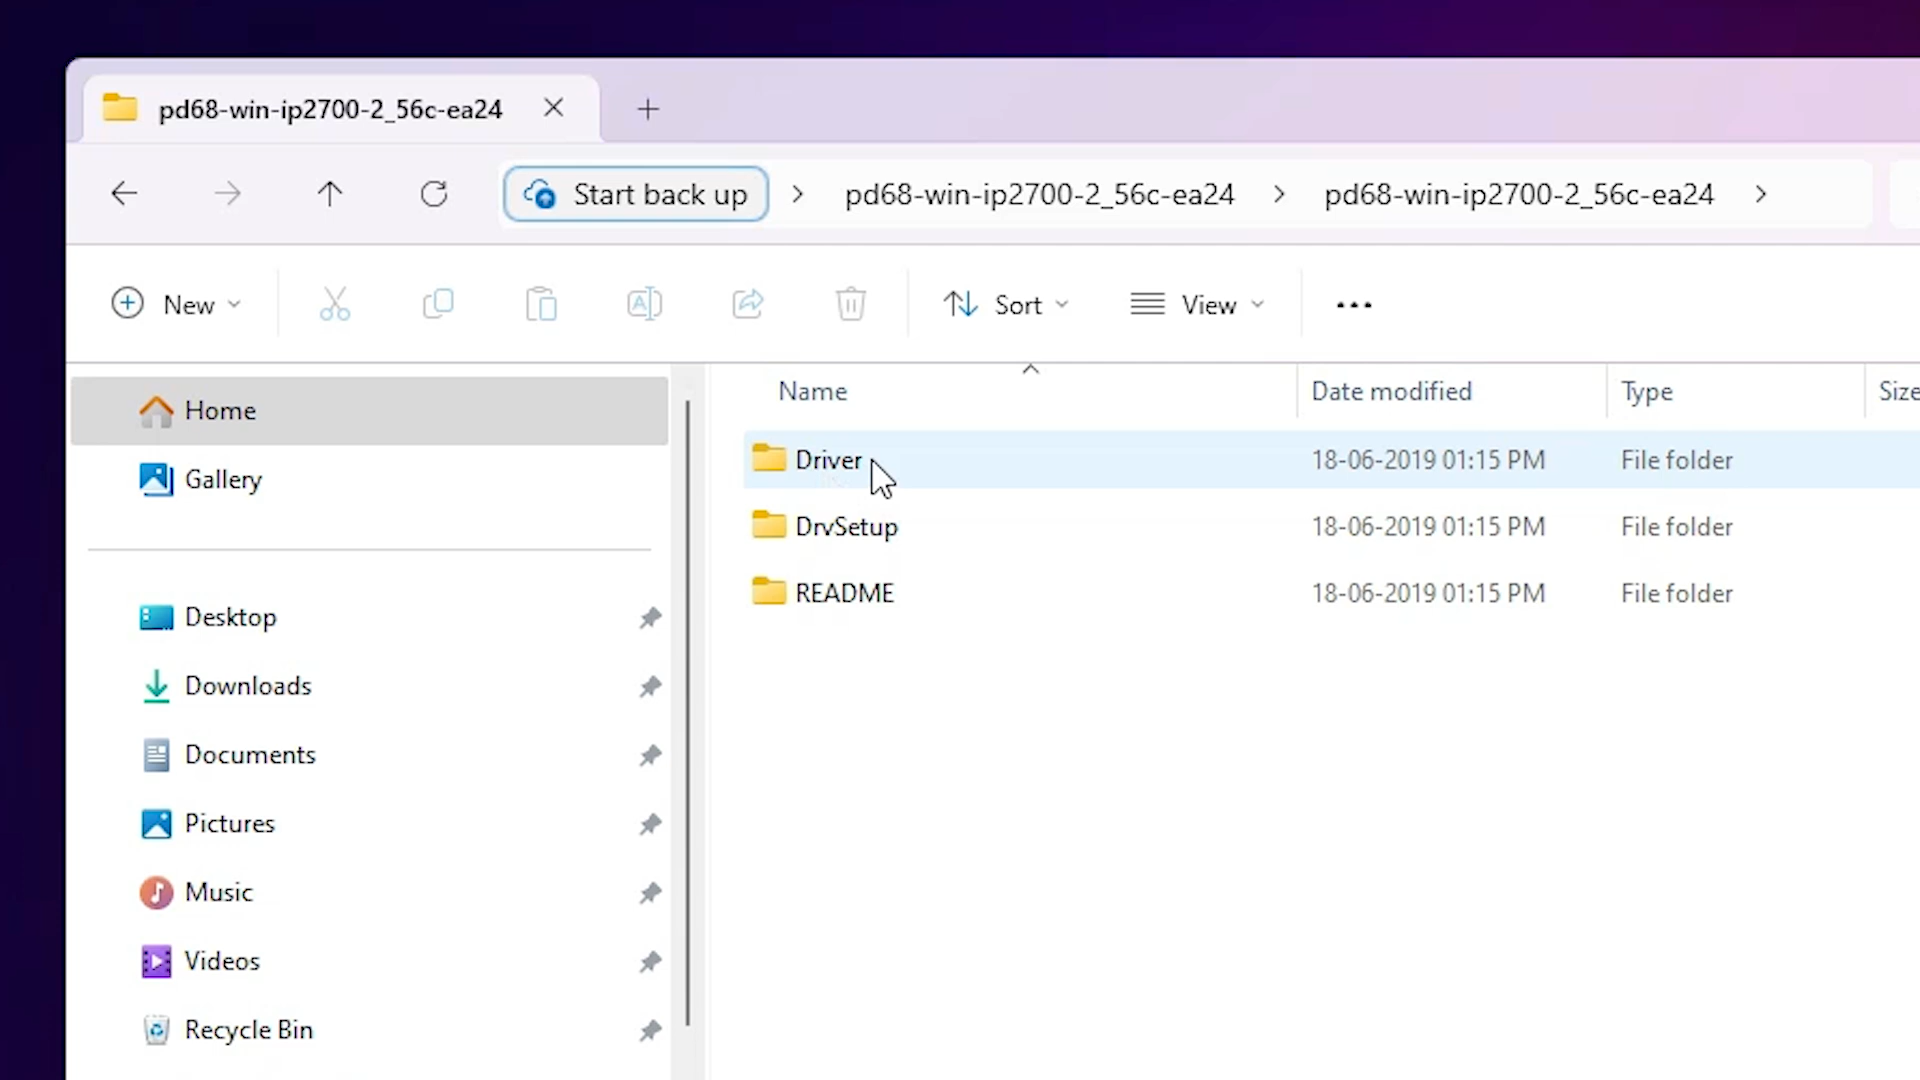 pd68-win-ip2700-2_56c-ea24
Start back up > pd68-win-ip2700-2_56c-ea24 > pd68-win-ip2700-2_56c-ea24 >
New Sort View
Home
Gallery
Desktop
Downloads
Documents
Pictures
Music
Videos
Recycle Bin
Name Date modified Type Size
Driver 18-06-2019 01:15 PM File folder
DrvSetup 18-06-2019 01:15 PM File folder
README 18-06-2019 01:15 PM File folder